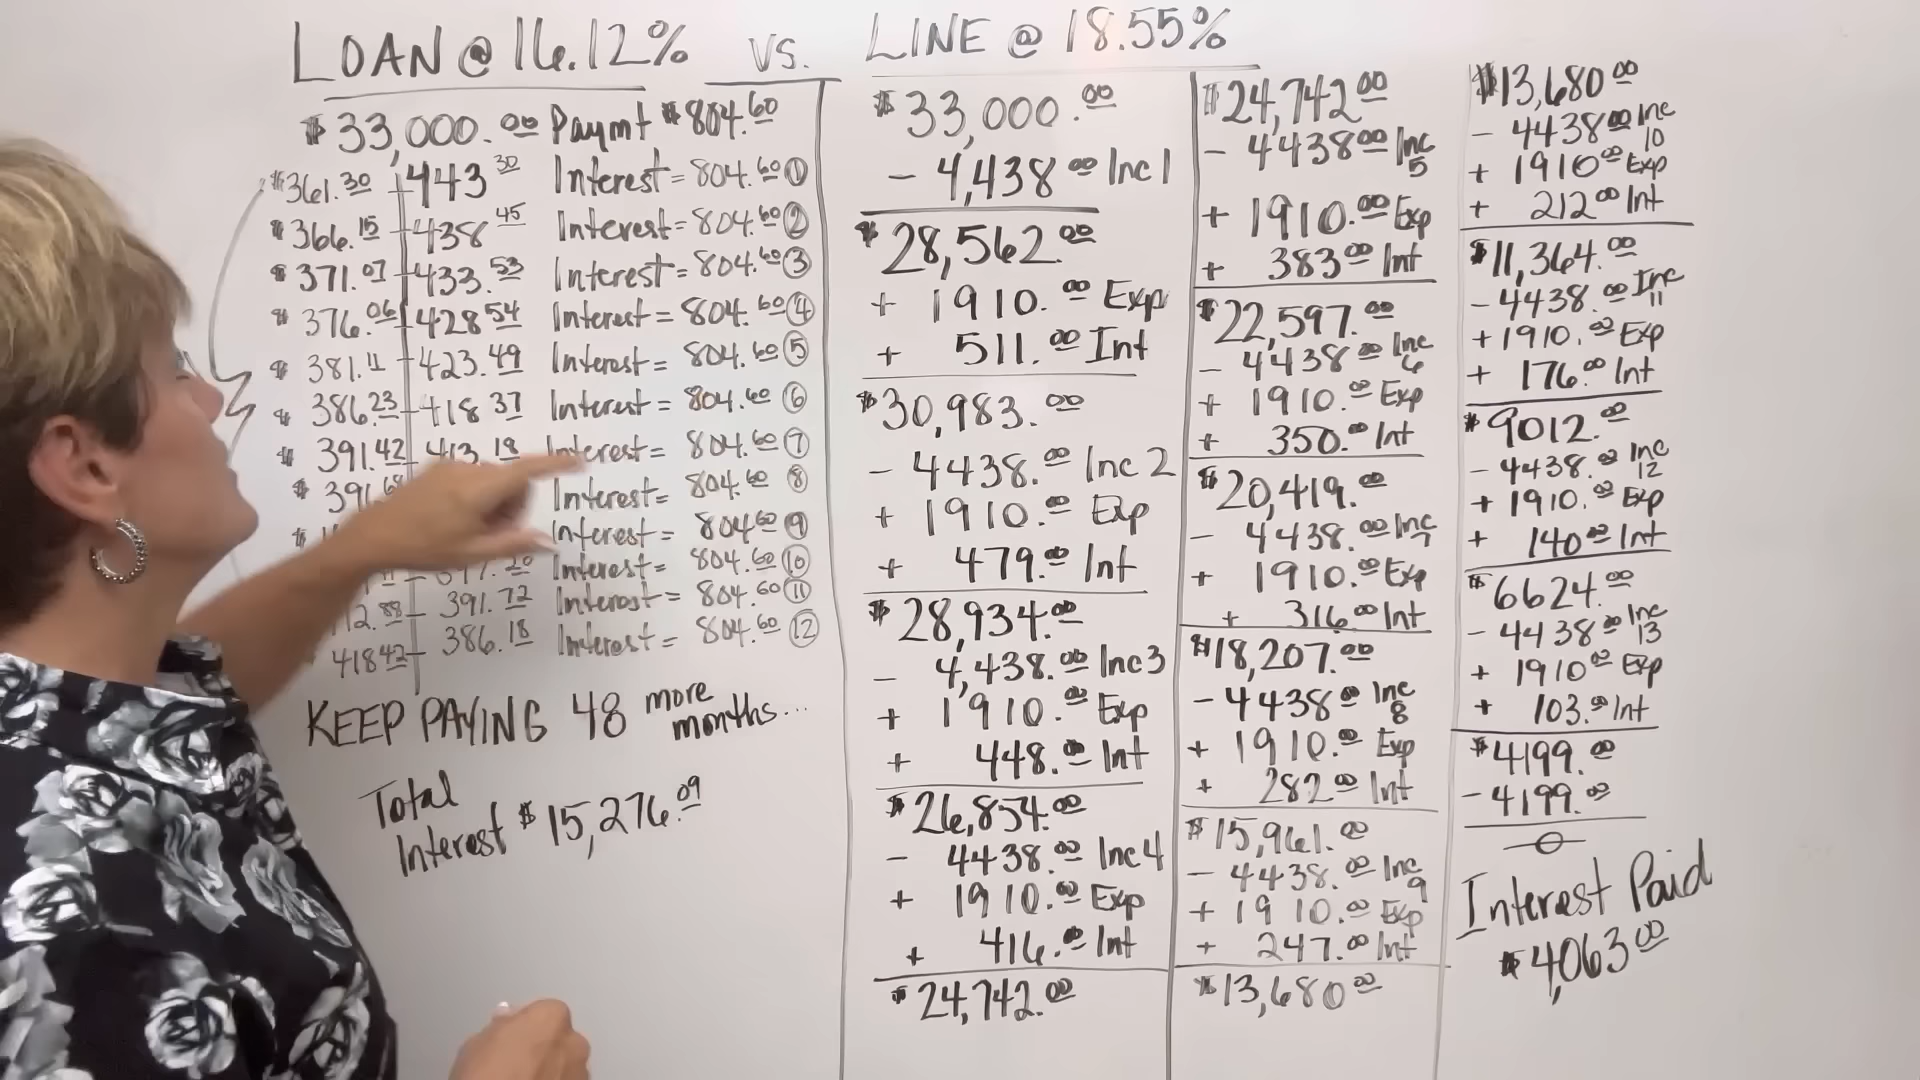 LOAN @ 16.12% VS. LINE @ 18.55%
$33,000.00 Paymt $804.60
$361.30 + 443.30 Interest = 804.60 ①
$366.15 + 438.45 Interest = 804.60 ②
$371.07 + 433.53 Interest = 804.60 ③
$376.06 + 428.54 Interest = 804.60 ④
$381.11 + 423.49 Interest = 804.60 ⑤
$386.23 - 418.37 Interest = 804.60 ⑥
$391.42 - 413.18 Interest = 804.60 ⑦
$391.68 Interest = 804.60 ⑧
$ Interest = 804.60 ⑨
Interest = 804.60 ⑩
12.88 - 391.72 Interest = 804.60 ⑪
$418.42 - 386.18 Interest = 804.60 ⑫
KEEP PAYING 48 more
months...
Total
Interest $15,276.09
$33,000.00
- 4,438.00 Inc 1
$28,562.00
+ 1910.00 Exp
+ 511.00 Int
$30,983.00
- 4438.00 Inc 2
+ 1910.00 Exp
+ 479.00 Int
$28,934.00
- 4,438.00 Inc 3
+ 1910.00 Exp
+ 448.00 Int
$26,854.00
- 4438.00 Inc 4
+ 1910.00 Exp
+ 416.00 Int
$24,742.00
$24,742.00
- 4438.00 Inc 5
+ 1910.00 Exp
+ 383.00 Int
$22,597.00
- 4438.00 Inc 6
+ 1910.00 Exp
+ 350.00 Int
$20,419.00
- 4438.00 Inc 7
+ 1910.00 Exp
+ 316.00 Int
$18,207.00
- 4438.00 Inc 8
+ 1910.00 Exp
+ 282.00 Int
$15,961.00
- 4438.00 Inc 9
+ 1910.00 Exp
+ 247.00 Int
$13,680.00
$13,680.00
- 4438.00 Inc 10
+ 1910.00 Exp
+ 212.00 Int
$11,364.00
- 4438.00 Inc 11
+ 1910.00 Exp
+ 176.00 Int
$9012.00
- 4438.00 Inc 12
+ 1910.00 Exp
+ 140.00 Int
$6624.00
- 4438.00 Inc 13
+ 1910.00 Exp
+ 103.00 Int
$4199.00
- 4199.00
0
Interest Paid
$4,063.00